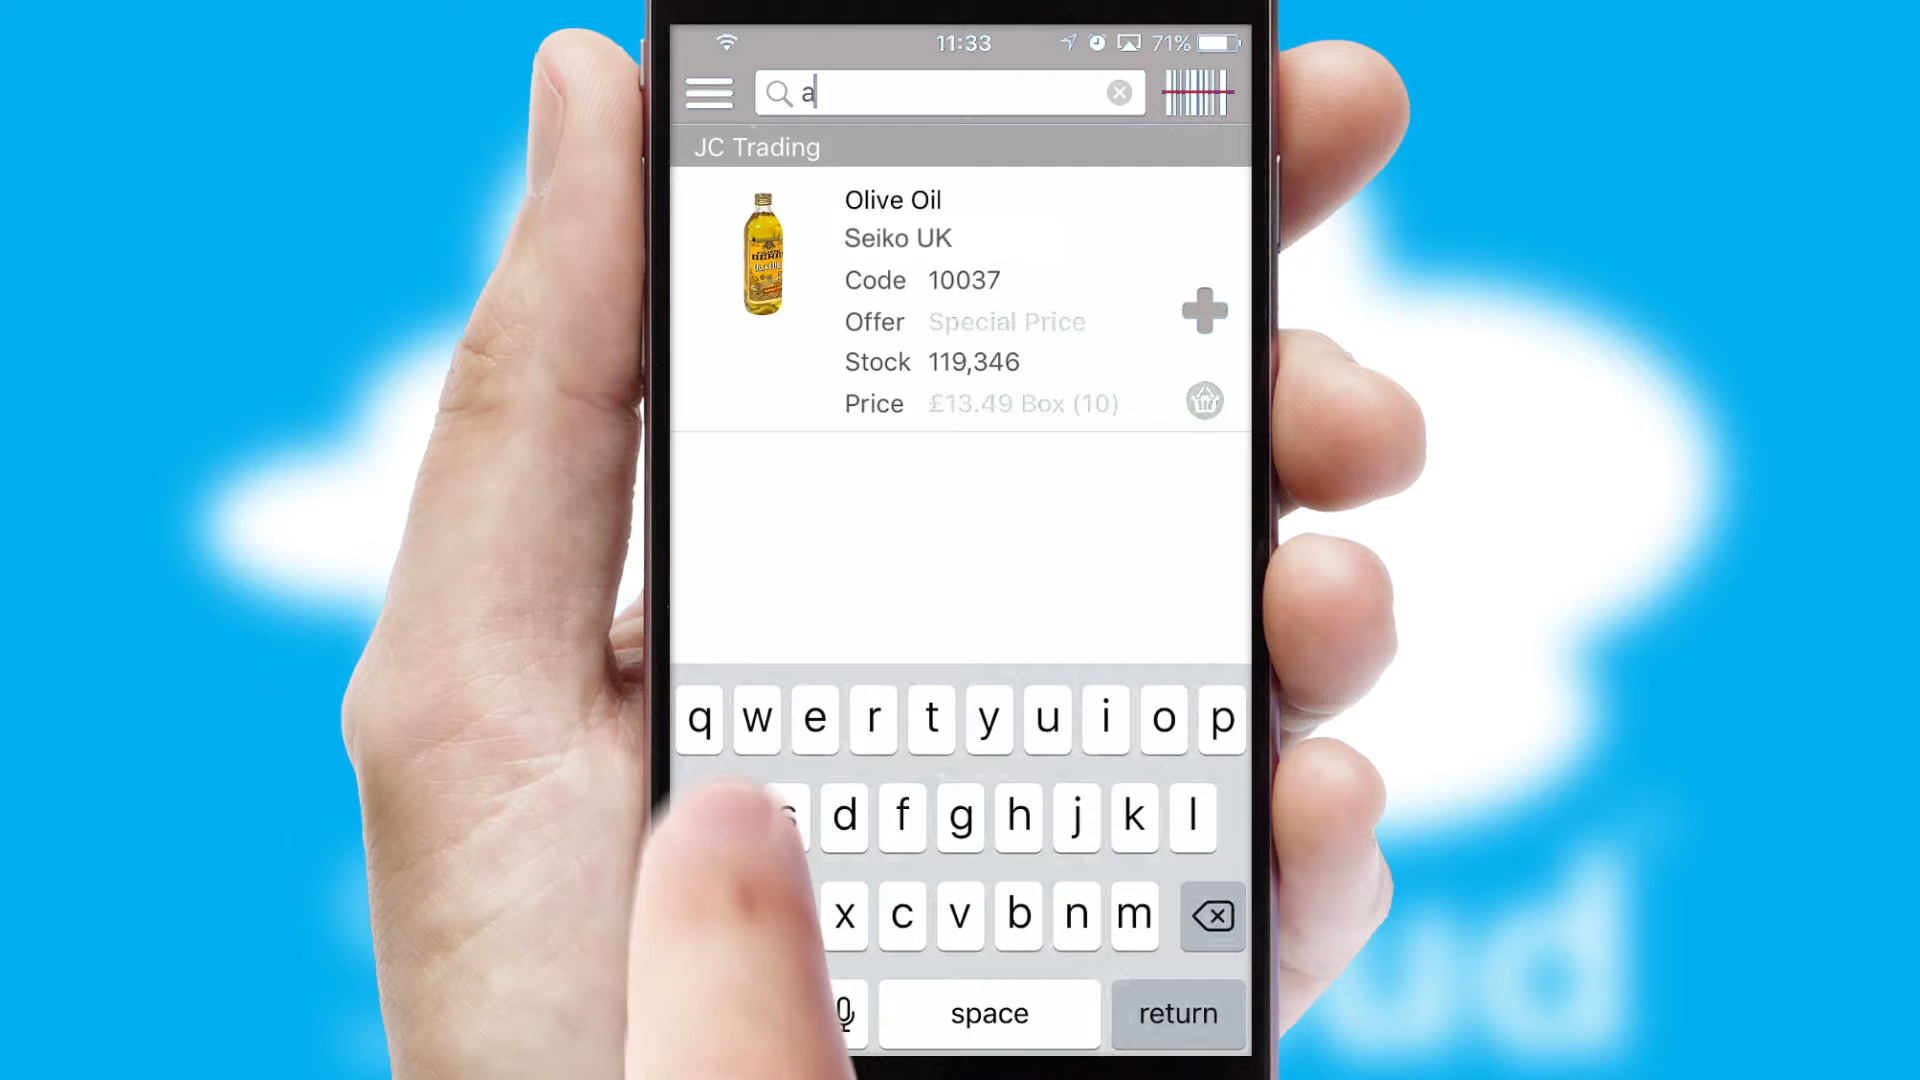 11:33 71%
a
JC Trading
Olive Oil
Seiko UK
Code 10037
Offer Special Price
Stock 119,346
Price £13.49 Box (10)
q w e r t y u i o p
s d f g h j k l
x c v b n m
space return
ud